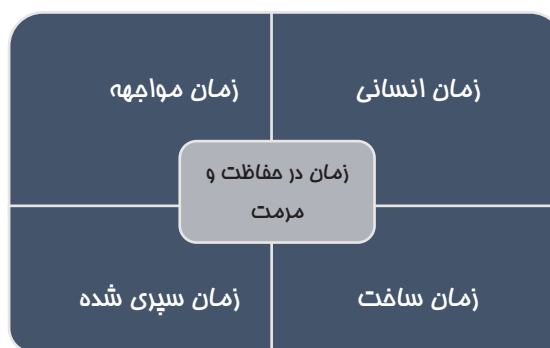 زمان انسانی
زمان مواجهه
زمان در حفاظت و
مرمت
زمان ساخت
زمان سپری شده